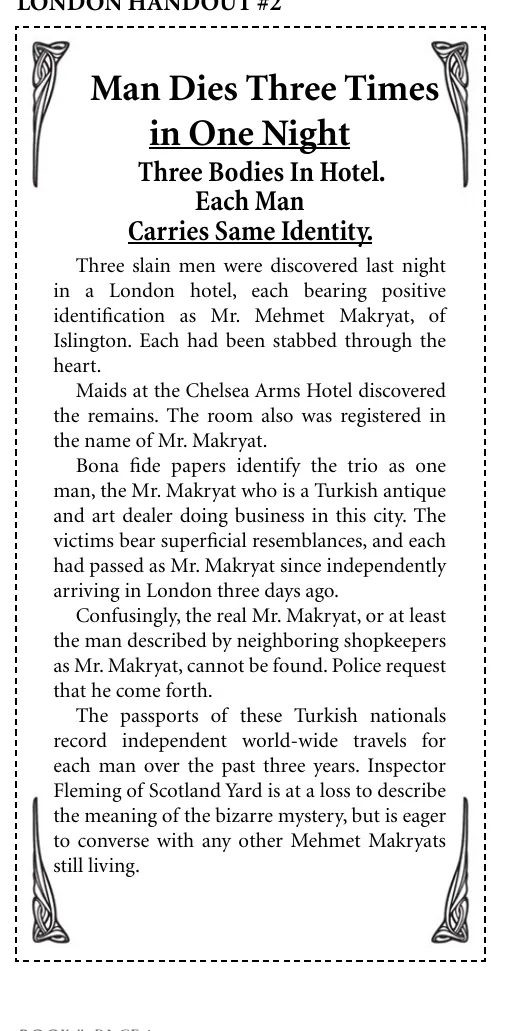 LONDON HANDOUT #2
Man Dies Three Times
in One Night
Three Bodies In Hotel.
Each Man
Carries Same Identity.
Three slain men were discovered last night
in a London hotel, each bearing positive
identification as Mr. Mehmet Makryat, of
Islington. Each had been stabbed through the
heart.
Maids at the Chelsea Arms Hotel discovered
the remains. The room also was registered in
the name of Mr. Makryat.
Bona fide papers identify the trio as one
man, the Mr. Makryat who is a Turkish antique
and art dealer doing business in this city. The
victims bear superficial resemblances, and each
had passed as Mr. Makryat since independently
arriving in London three days ago.
Confusingly, the real Mr. Makryat, or at least
the man described by neighboring shopkeepers
as Mr. Makryat, cannot be found. Police request
that he come forth.
The passports of these Turkish nationals
record independent world-wide travels for
each man over the past three years. Inspector
Fleming of Scotland Yard is at a loss to describe
the meaning of the bizarre mystery, but is eager
to converse with any other Mehmet Makryats
still living.